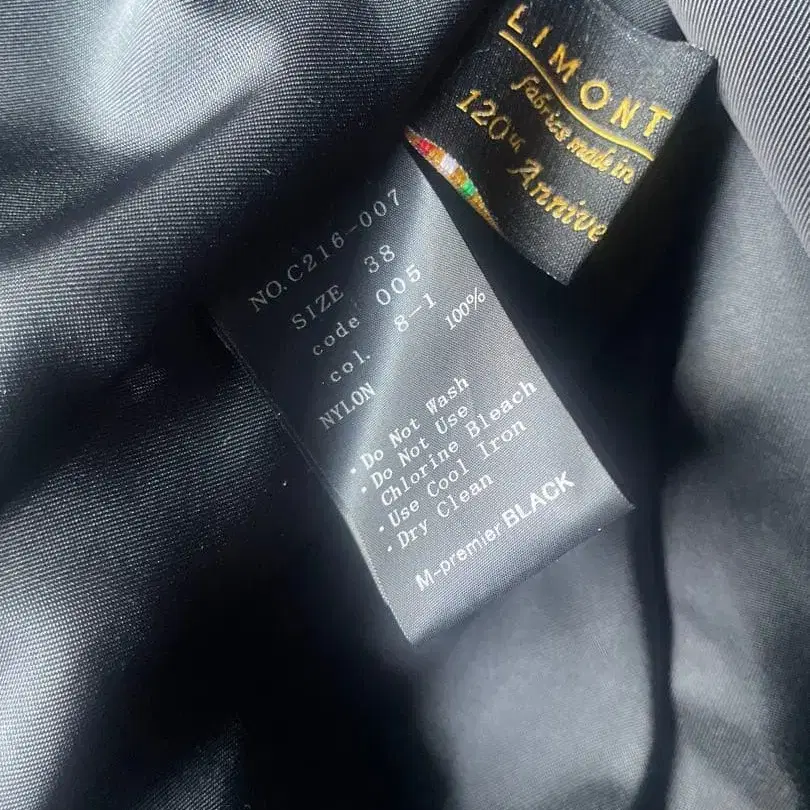 LIMONT
fabrics made in
120th Annive
NO.C216-007
SIZE 38
code 005
col. 8-1
NYLON 100%
·Do Not Wash
·Do Not Use
Chlorine Bleach
·Use Cool Iron
·Dry Clean
M-premier BLACK